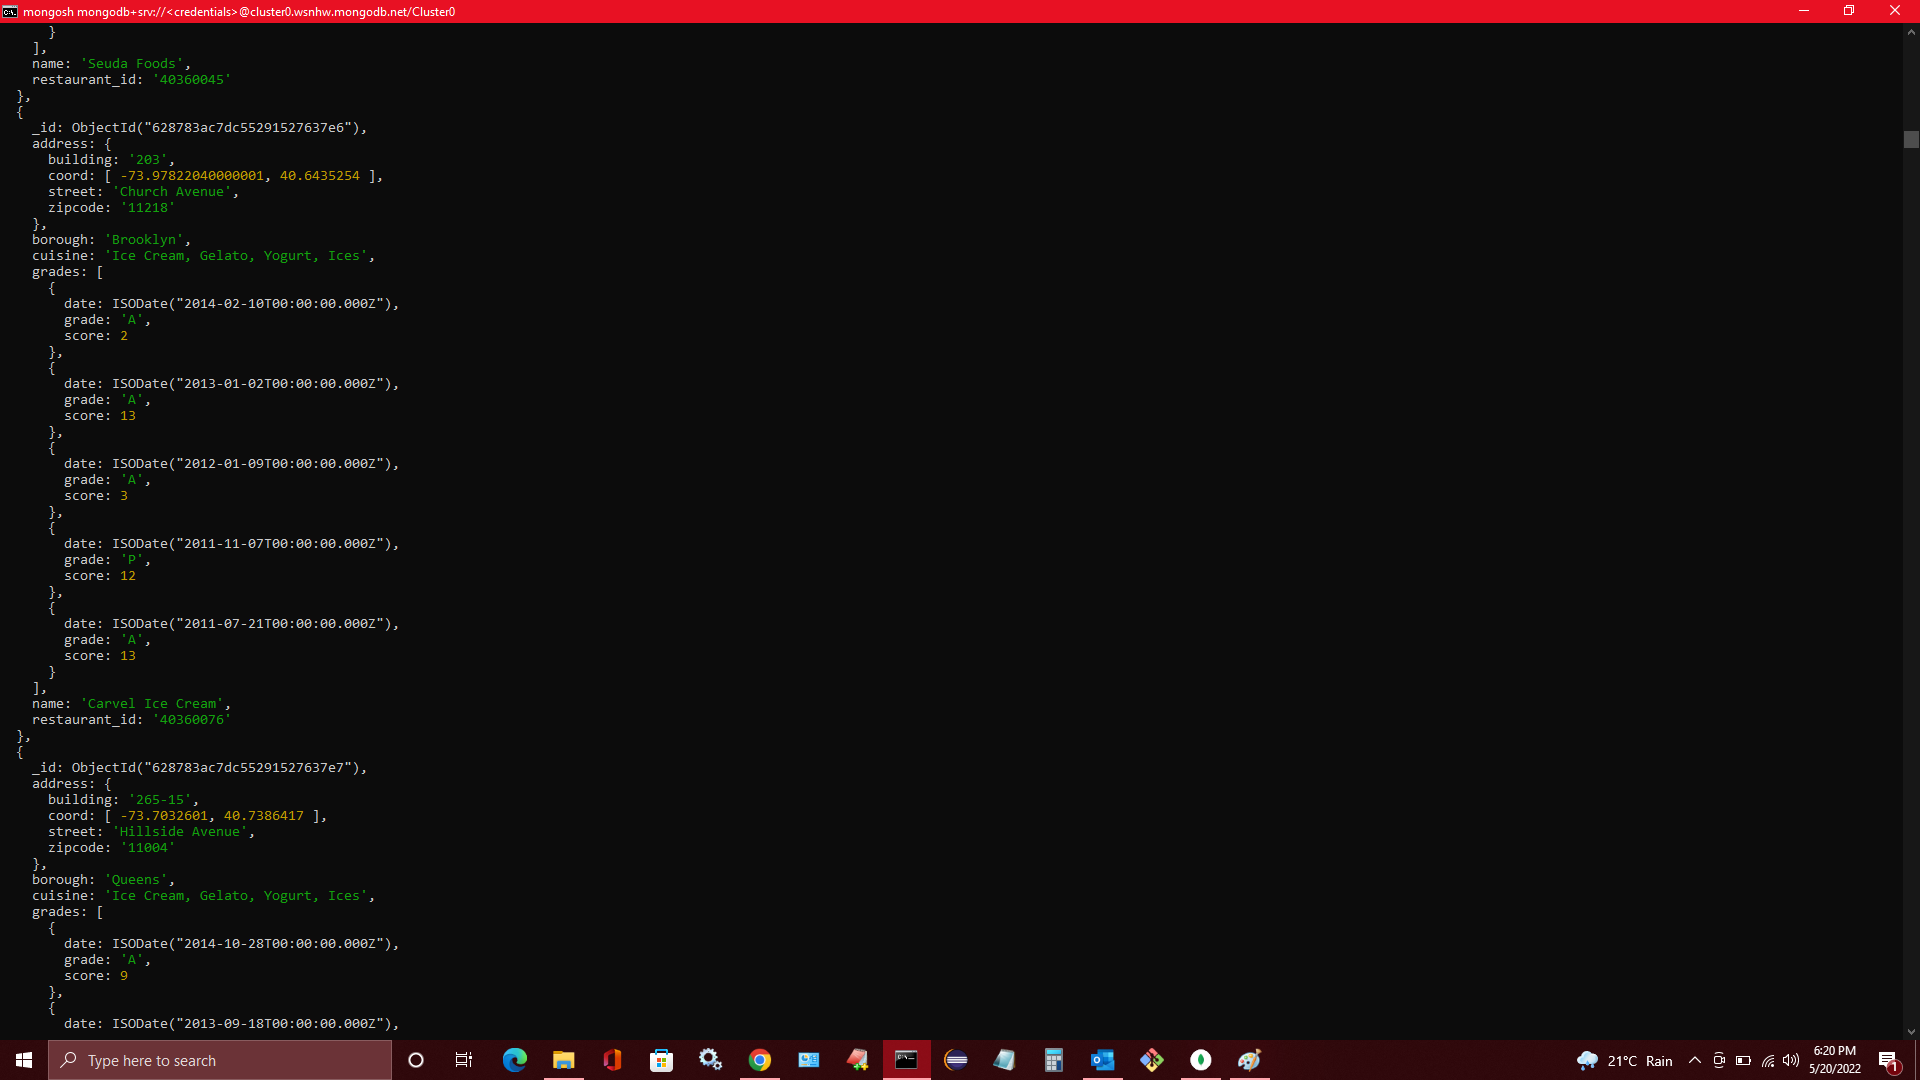 mongosh mongodb+srv://<credentials>@cluster0.wsnhw.mongodb.net/Cluster0
}
],
name: 'Seuda Foods',
restaurant_id: '40360045'
},
{
_id: ObjectId("628783ac7dc55291527637e6"),
address: {
building: '203',
coord: [ -73.97822040000001, 40.6435254 ],
street: 'Church Avenue',
zipcode: '11218'
},
borough: 'Brooklyn',
cuisine: 'Ice Cream, Gelato, Yogurt, Ices',
grades: [
{
date: ISODate("2014-02-10T00:00:00.000Z"),
grade: 'A',
score: 2
},
{
date: ISODate("2013-01-02T00:00:00.000Z"),
grade: 'A',
score: 13
},
{
date: ISODate("2012-01-09T00:00:00.000Z"),
grade: 'A',
score: 3
},
{
date: ISODate("2011-11-07T00:00:00.000Z"),
grade: 'P',
score: 12
},
{
date: ISODate("2011-07-21T00:00:00.000Z"),
grade: 'A',
score: 13
}
],
name: 'Carvel Ice Cream',
restaurant_id: '40360076'
},
{
_id: ObjectId("628783ac7dc55291527637e7"),
address: {
building: '265-15',
coord: [ -73.7032601, 40.7386417 ],
street: 'Hillside Avenue',
zipcode: '11004'
},
borough: 'Queens',
cuisine: 'Ice Cream, Gelato, Yogurt, Ices',
grades: [
{
date: ISODate("2014-10-28T00:00:00.000Z"),
grade: 'A',
score: 9
},
{
date: ISODate("2013-09-18T00:00:00.000Z"),
Type here to search
21°C Rain
6:20 PM
5/20/2022
1